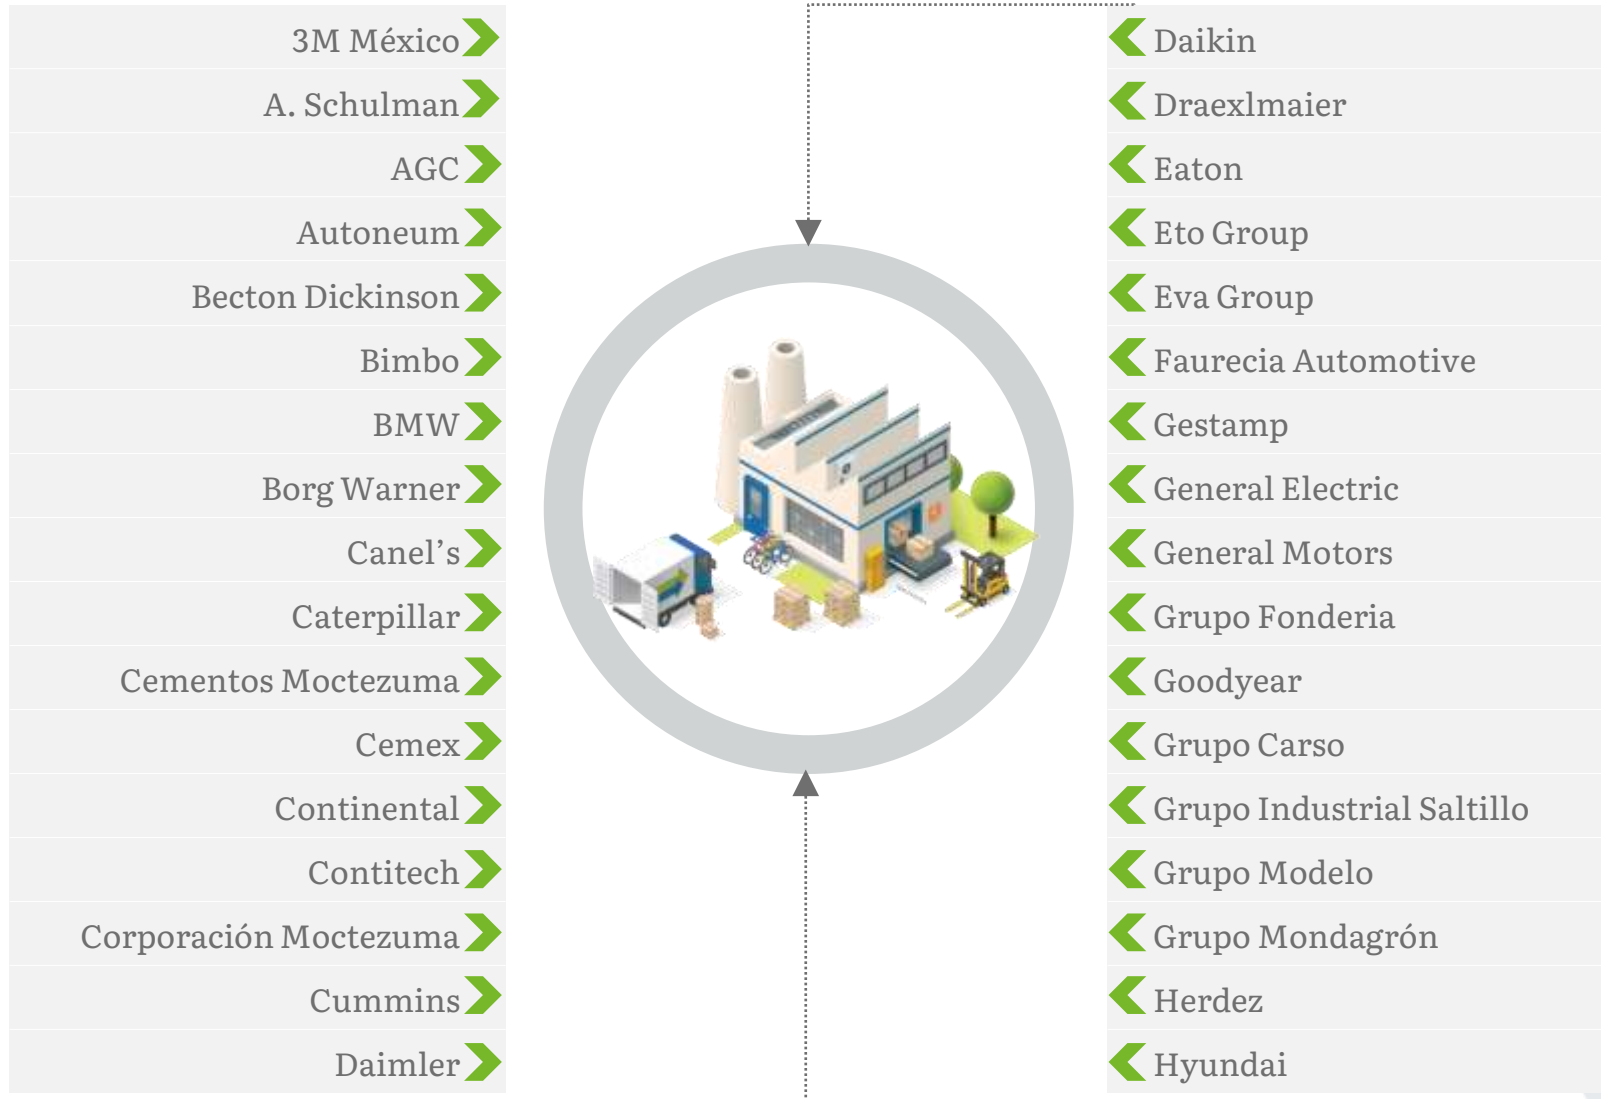 3M México
A. Schulman
AGC
Autoneum
Becton Dickinson
Bimbo
BMW
Borg Warner
Canel’s
Caterpillar
Cementos Moctezuma
Cemex
Continental
Contitech
Corporación Moctezuma
Cummins
Daimler
Daikin
Draexlmaier
Eaton
Eto Group
Eva Group
Faurecia Automotive
Gestamp
General Electric
General Motors
Grupo Fonderia
Goodyear
Grupo Carso
Grupo Industrial Saltillo
Grupo Modelo
Grupo Mondagrón
Herdez
Hyundai